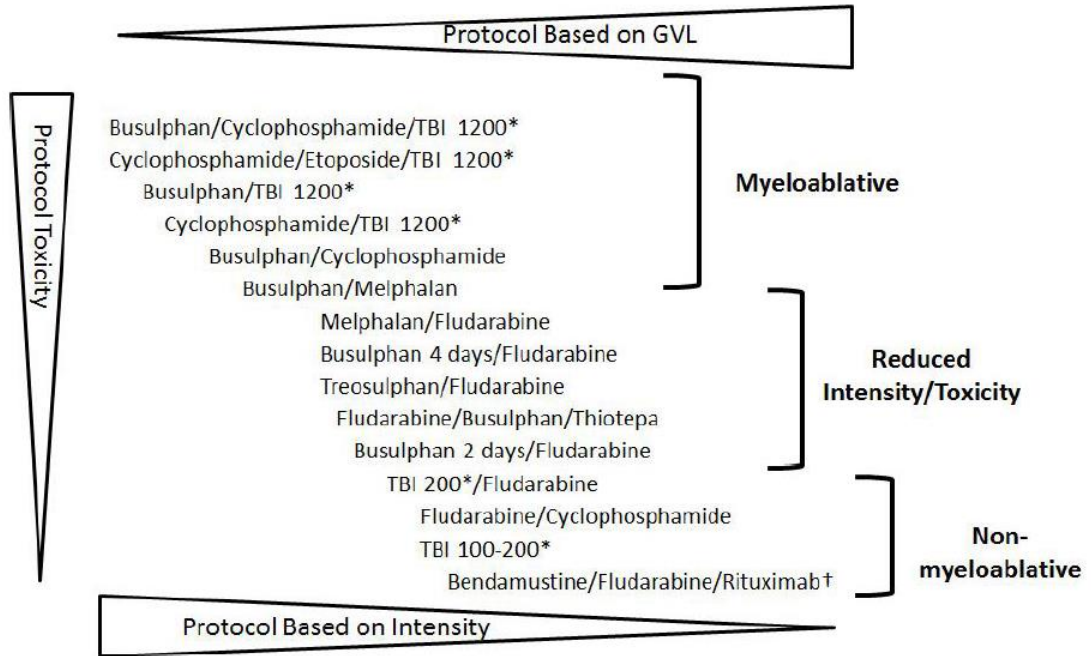 Protocol Based on GVL
Protocol Toxicity
Busulphan/Cyclophosphamide/TBI 1200*
Cyclophosphamide/Etoposide/TBI 1200*
Busulphan/TBI 1200*
Cyclophosphamide/TBI 1200*
Busulphan/Cyclophosphamide
Busulphan/Melphalan
Myeloablative
Melphalan/Fludarabine
Busulphan 4 days/Fludarabine
Treosulphan/Fludarabine
Fludarabine/Busulphan/Thiotepa
Busulphan 2 days/Fludarabine
Reduced
Intensity/Toxicity
TBI 200*/Fludarabine
Fludarabine/Cyclophosphamide
TBI 100-200*
Bendamustine/Fludarabine/Rituximab†
Non-
myeloablative
Protocol Based on Intensity